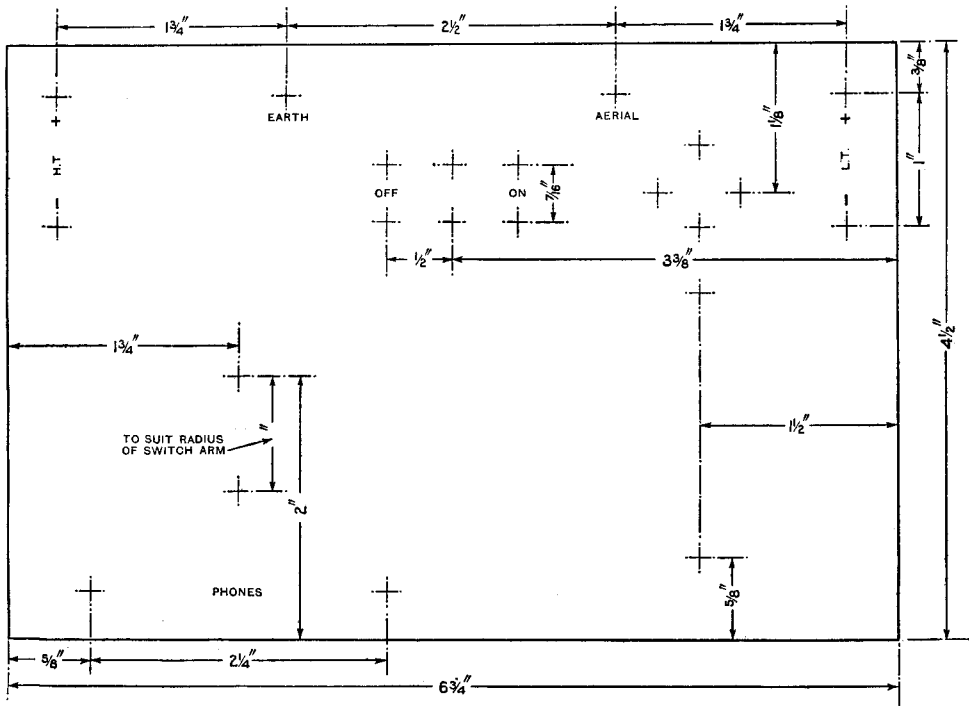 1¾″ 2½″ 1¾″
3/8″
EARTH AERIAL
+ 1⅛″ +
H.T L.T. 1″
OFF ON 7/16″
− −
½″ 3⅜″
4½″
1¾″
TO SUIT RADIUS
OF SWITCH ARM
″
1½″
2″
PHONES
5/8″
5/8″ 2¼″
6¾″